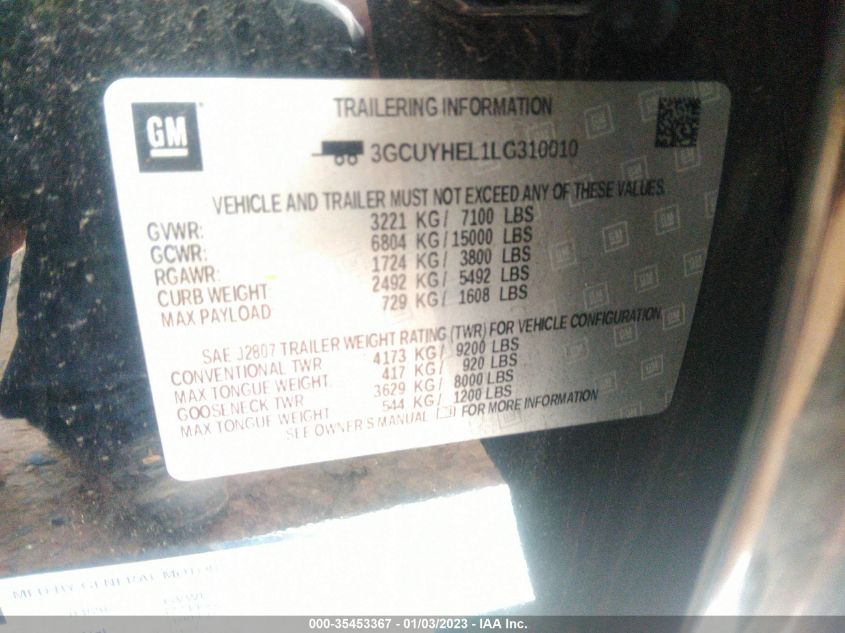 GM
TRAILERING INFORMATION
3GCUYHEL1LG310010
VEHICLE AND TRAILER MUST NOT EXCEED ANY OF THESE VALUES.
GVWR: 3221 KG/ 7100 LBS
GCWR: 6804 KG/ 15000 LBS
RGAWR: 1724 KG/ 3800 LBS
CURB WEIGHT 2492 KG/ 5492 LBS
MAX PAYLOAD 729 KG/ 1608 LBS
SAE J2807 TRAILER WEIGHT RATING (TWR) FOR VEHICLE CONFIGURATION.
CONVENTIONAL TWR 4173 KG/ 9200 LBS
MAX TONGUE WEIGHT. 417 KG/ 920 LBS
GOOSENECK TWR 3629 KG/ 8000 LBS
MAX TONGUE WEIGHT 544 KG/ 1200 LBS
SEE OWNER'S MANUAL FOR MORE INFORMATION
BY GENERAL MOTOR
GVWR
000-35453367 - 01/03/2023 - © IAA Inc.